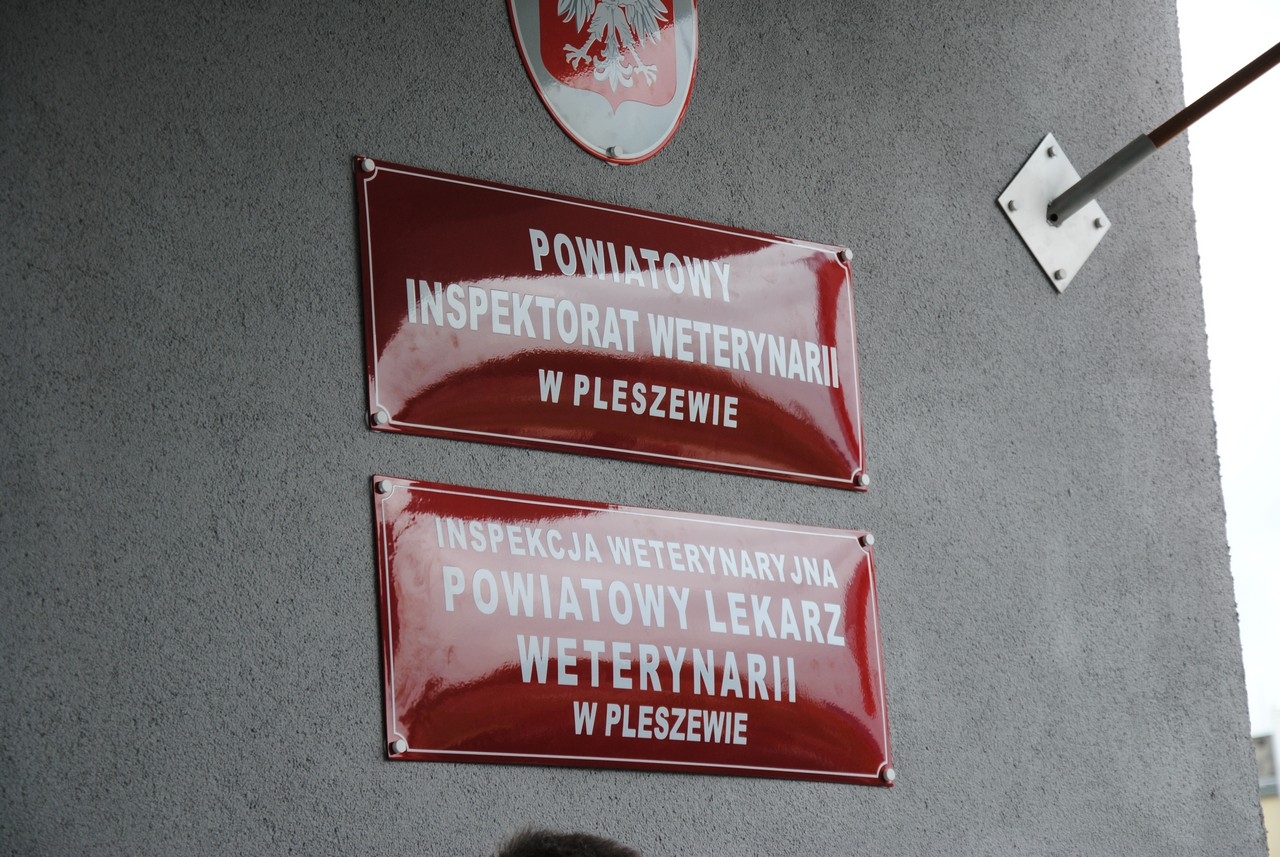 POWIATOWY
INSPEKTORAT WETERYNARII
W PLESZEWIE
INSPEKCJA WETERYNARYJNA
POWIATOWY LEKARZ
WETERYNARII
W PLESZEWIE